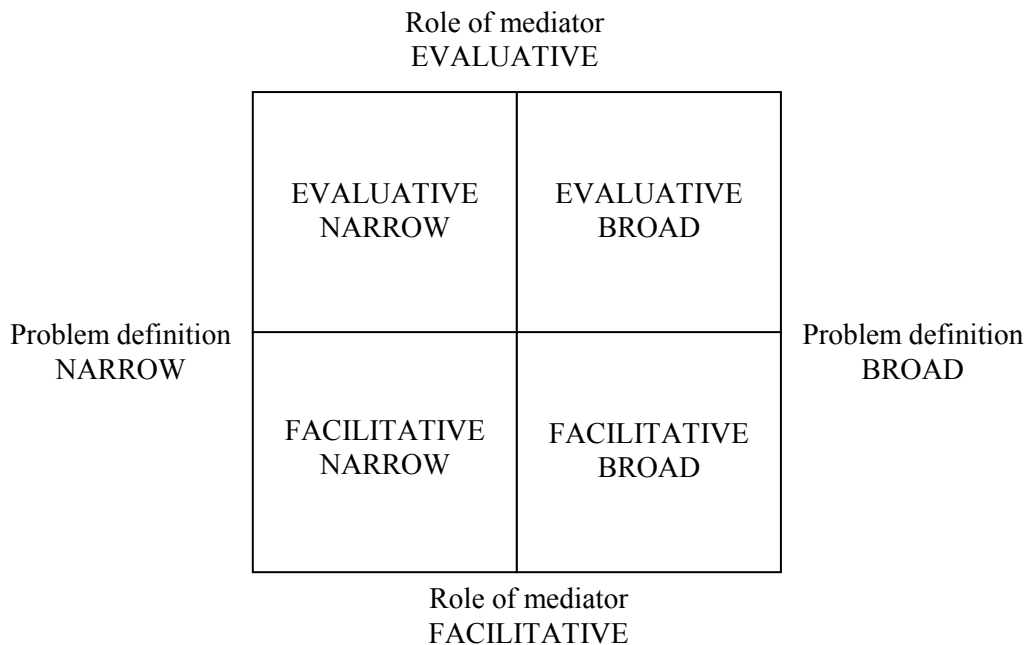 Role of mediator
EVALUATIVE
EVALUATIVE
NARROW
EVALUATIVE
BROAD
Problem definition
NARROW
Problem definition
BROAD
FACILITATIVE
NARROW
FACILITATIVE
BROAD
Role of mediator
FACILITATIVE